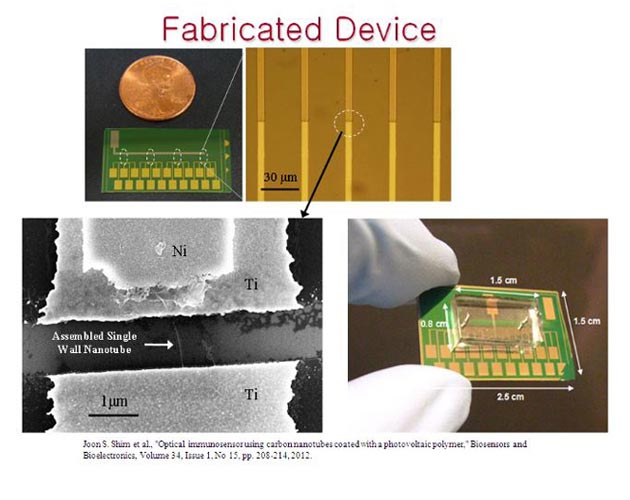 Fabricated Device
30 μm
Ni
Ti
Assembled Single
Wall Nanotube
1μm
Ti
1.5 cm
0.8 cm
1.5 cm
2.5 cm
Joon S. Shim et al., "Optical immunosensor using carbon nanotubes coated with a photovoltaic polymer," Biosensors and
Bioelectronics, Volume 34, Issue 1, No 15, pp. 208-214, 2012.